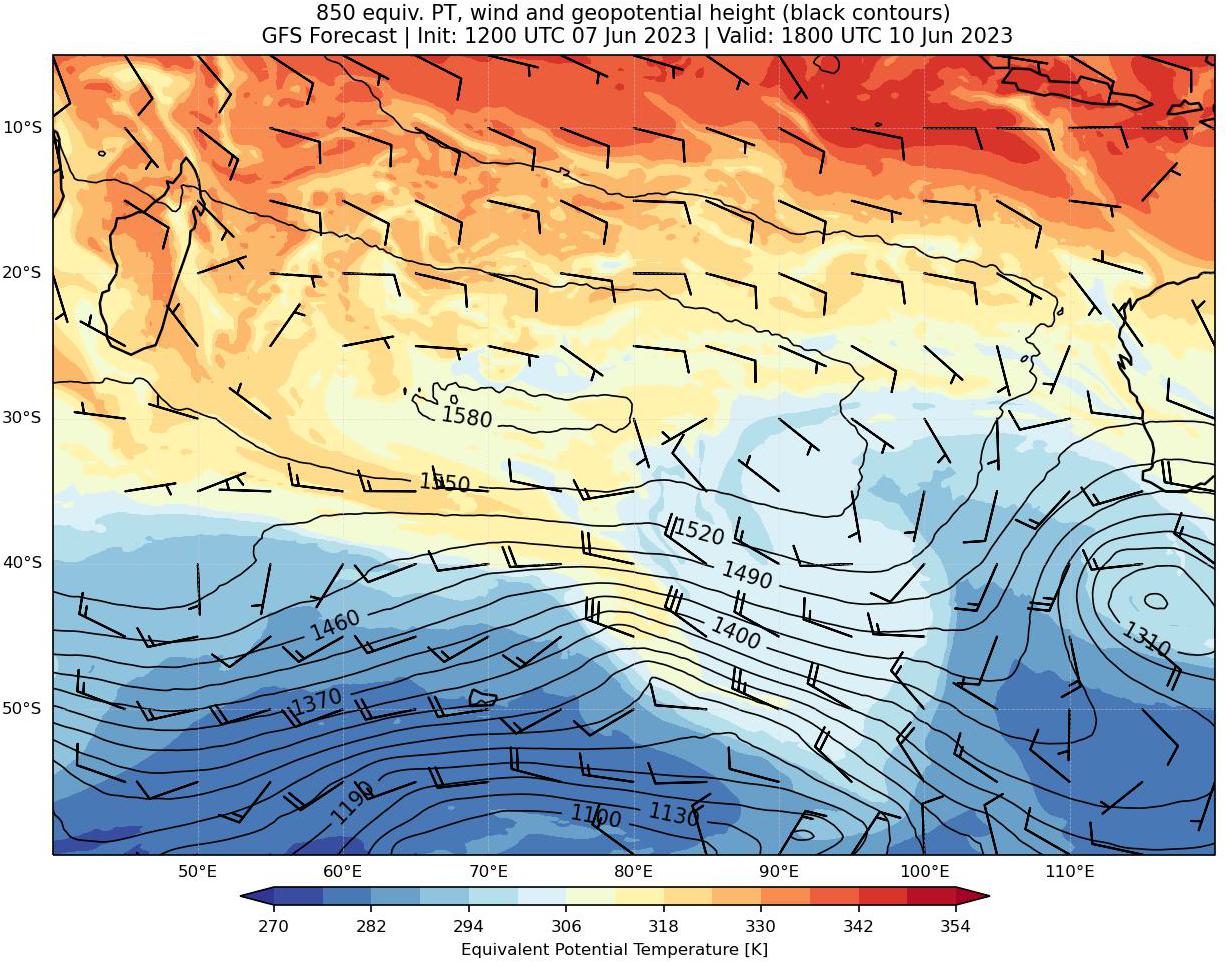 850 equiv. PT, wind and geopotential height (black contours)
GFS Forecast | Init: 1200 UTC 07 Jun 2023 | Valid: 1800 UTC 10 Jun 2023
10°S
20°S
30°S
40°S
50°S
1580
1550
1520
1490
1460
1400
1370
1310
1190
1100
1130
50°E
60°E
70°E
80°E
90°E
100°E
110°E
270
282
294
306
318
330
342
354
Equivalent Potential Temperature [K]